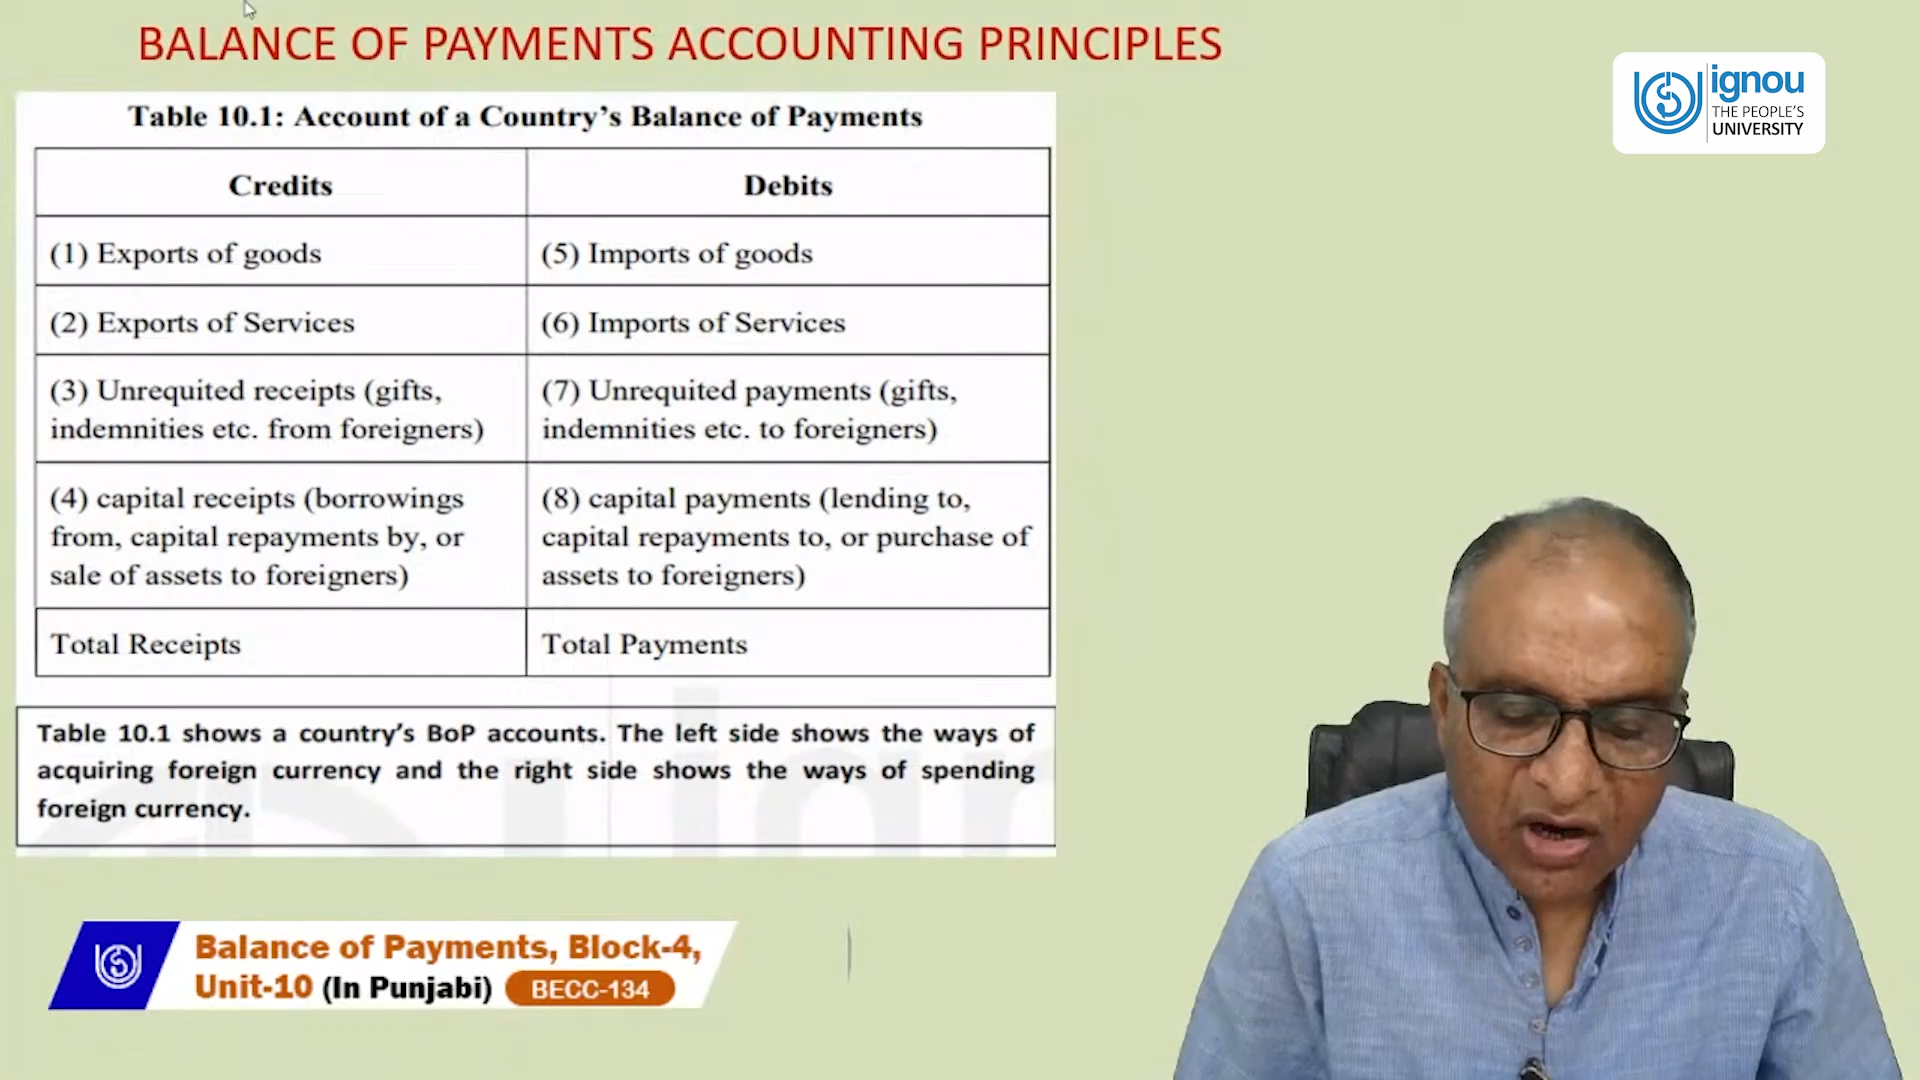 BALANCE OF PAYMENTS ACCOUNTING PRINCIPLES
ignou
THE PEOPLE'S
UNIVERSITY
Table 10.1: Account of a Country's Balance of Payments
Credits
Debits
(1) Exports of goods
(5) Imports of goods
(2) Exports of Services
(6) Imports of Services
(3) Unrequited receipts (gifts,
indemnities etc. from foreigners)
(7) Unrequited payments (gifts,
indemnities etc. to foreigners)
(4) capital receipts (borrowings
from, capital repayments by, or
sale of assets to foreigners)
(8) capital payments (lending to,
capital repayments to, or purchase of
assets to foreigners)
Total Receipts
Total Payments
Table 10.1 shows a country's BoP accounts. The left side shows the ways of
acquiring foreign currency and the right side shows the ways of spending
foreign currency.
Balance of Payments, Block-4,
Unit-10 (In Punjabi) BECC-134